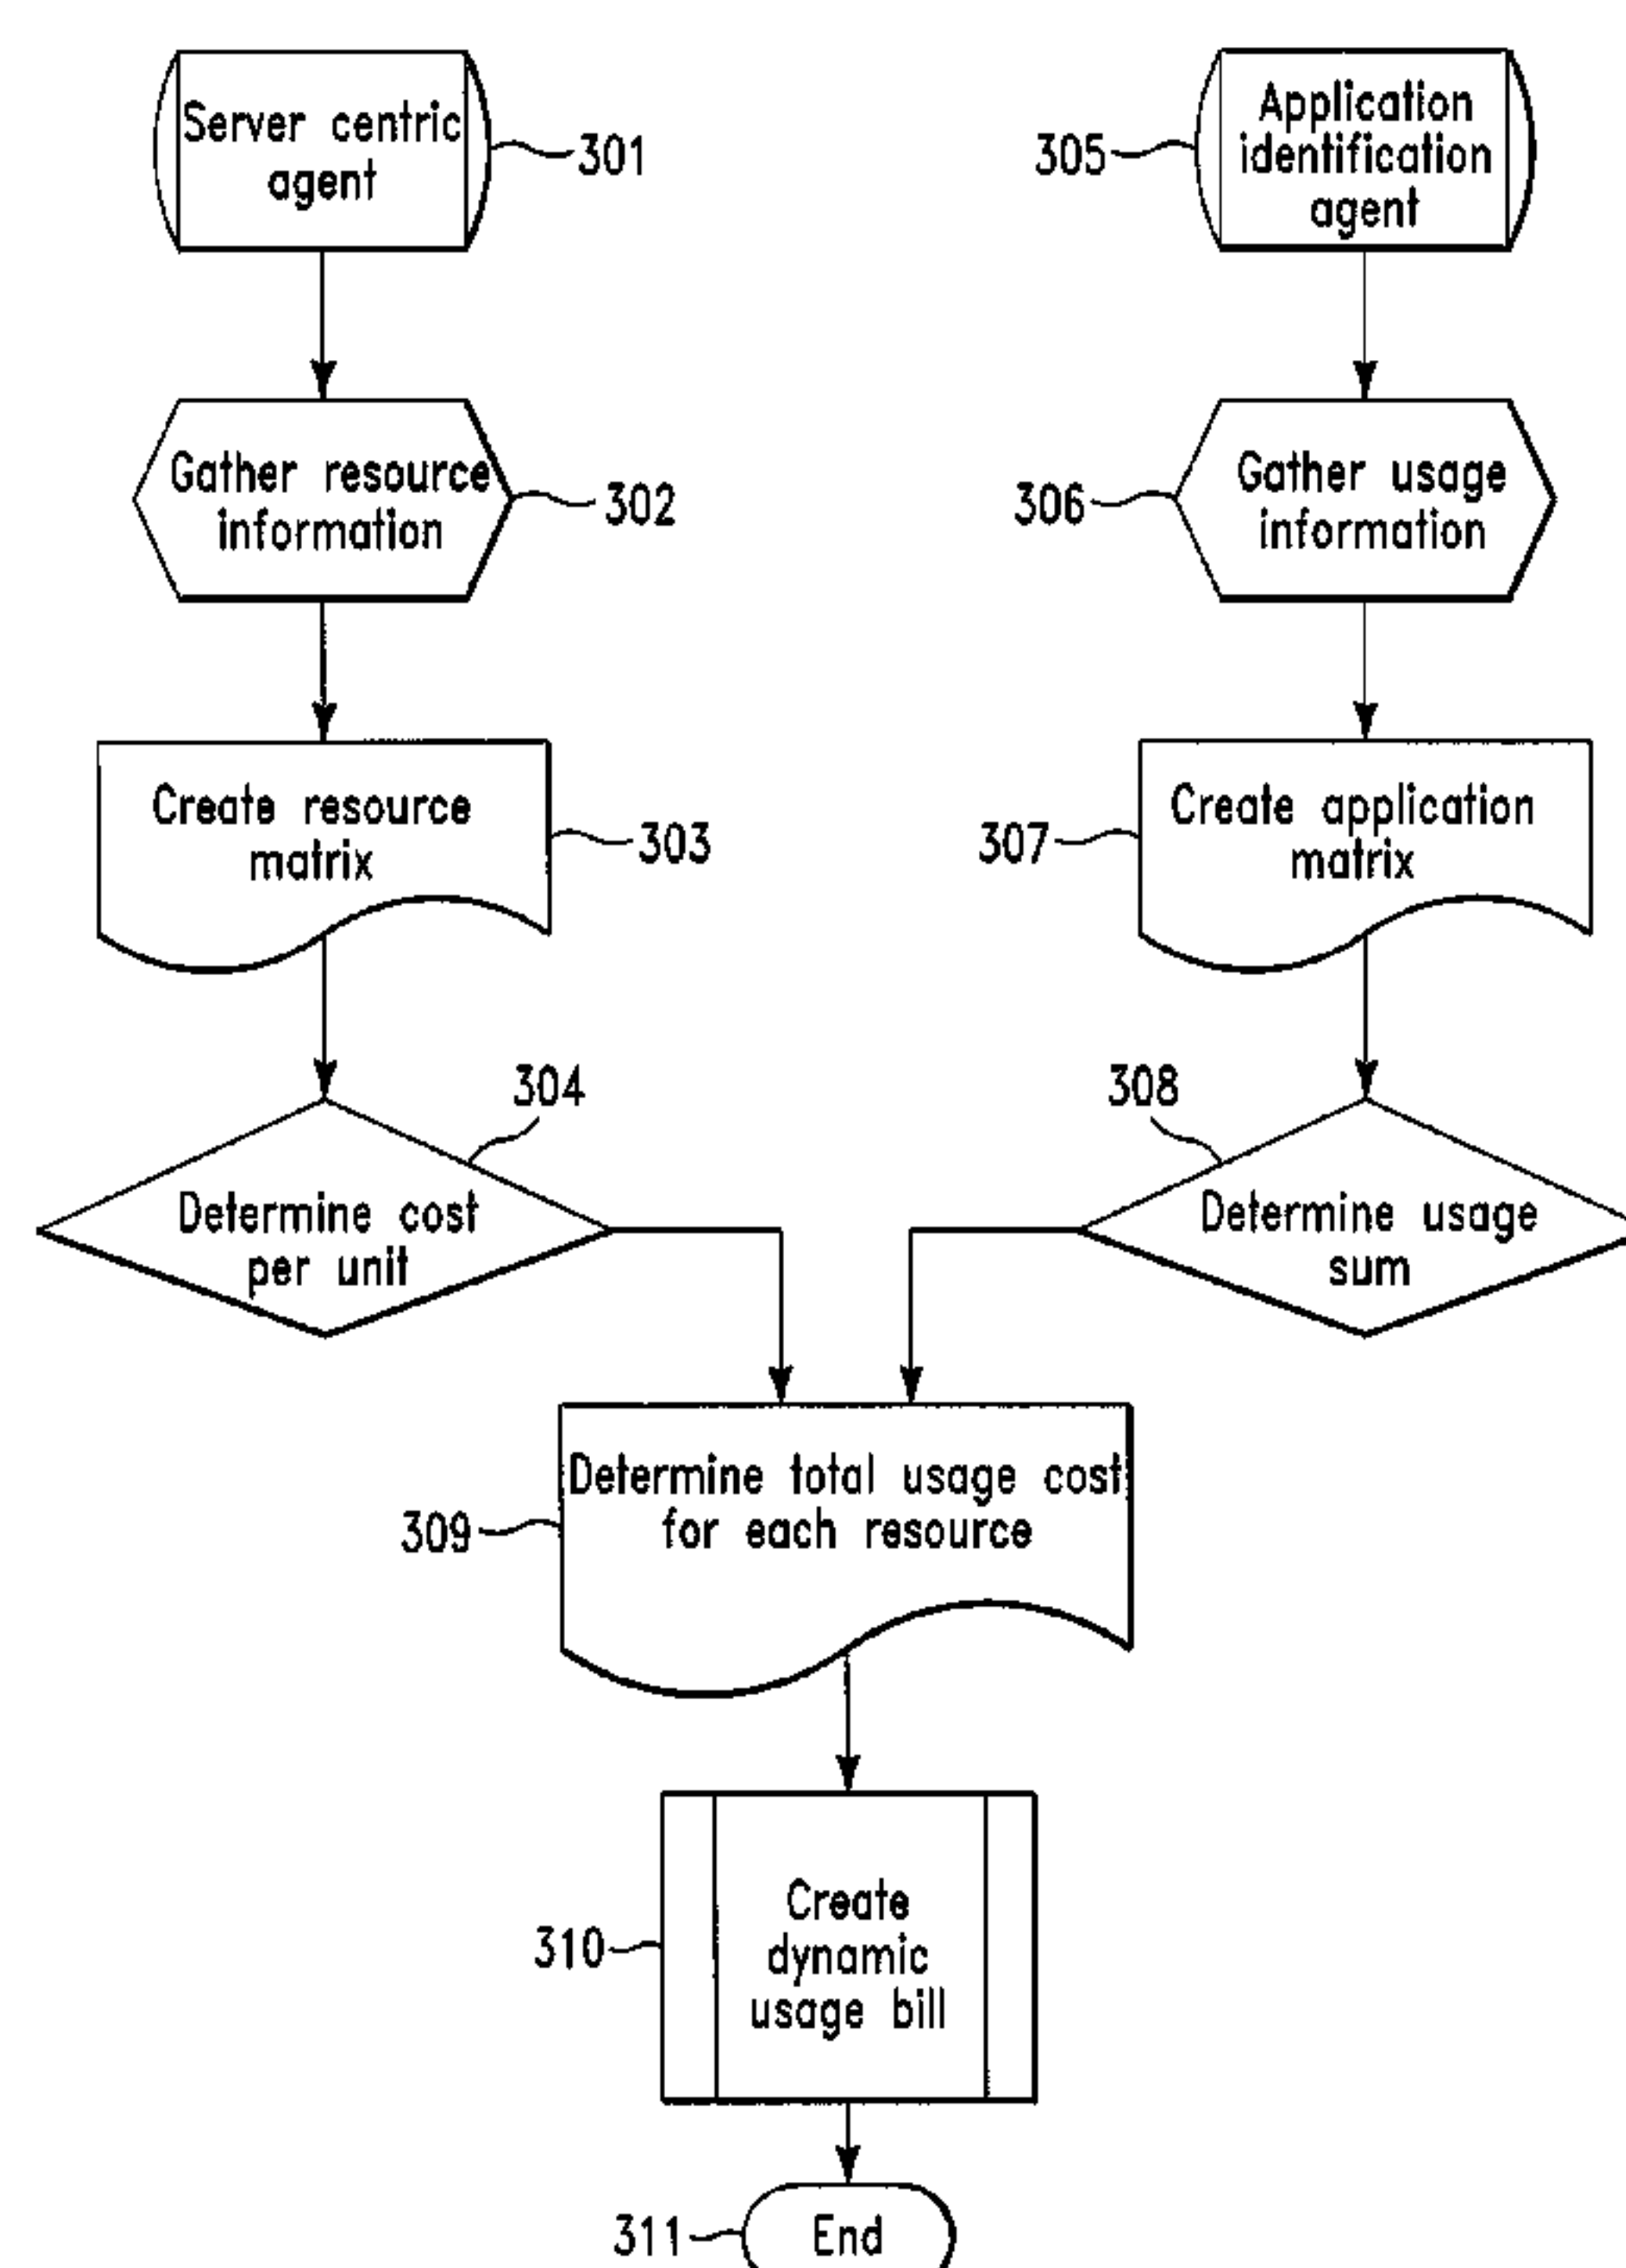 Server centric
agent
301
305
Application
identification
agent
Gather resource
information
302
306
Gather usage
information
Create resource
matrix
303
307
Create application
matrix
304
308
Determine cost
per unit
Determine usage
sum
Determine total usage cost
for each resource
309
Create
dynamic
usage bill
310
311
End